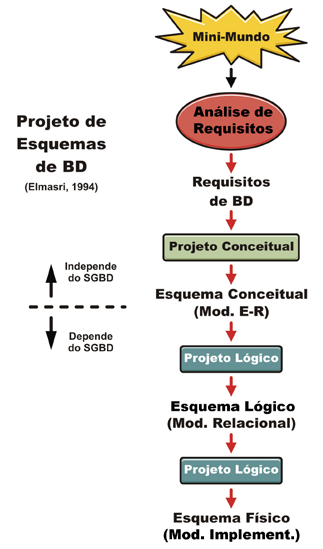 Mini-Mundo
Análise de
Requisitos
Projeto de
Esquemas
de BD
(Elmasri, 1994)
Requisitos
de BD
Projeto Conceitual
Independe
do SGBD
Esquema Conceitual
(Mod. E-R)
Depende
do SGBD
Projeto Lógico
Esquema Lógico
(Mod. Relacional)
Projeto Lógico
Esquema Físico
(Mod. Implement.)